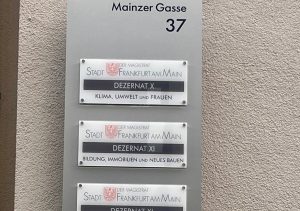 Mainzer Gasse
37
DER MAGISTRAT
STADT FRANKFURT AM MAIN
DEZERNAT X
KLIMA, UMWELT UND FRAUEN
DER MAGISTRAT
STADT FRANKFURT AM MAIN
DEZERNAT XI
BILDUNG, IMMOBILIEN UND NEUES BAUEN
DER MAGISTRAT
STADT FRANKFURT AM MAIN
DEZERNAT